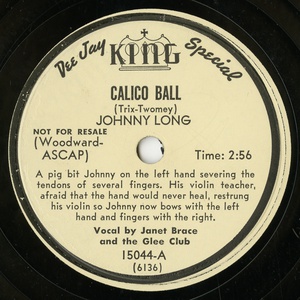 Dee Jay KING Special
CALICO BALL
(Trix-Twomey)
JOHNNY LONG
NOT FOR RESALE
(Woodward-
ASCAP)
Time: 2:56
A pig bit Johnny on the left hand severing the
tendons of several fingers. His violin teacher,
afraid that the hand would never heal, restrung
his violin so Johnny now bows with the left
hand and fingers with the right.
Vocal by Janet Brace
and the Glee Club
15044-A
(6136)